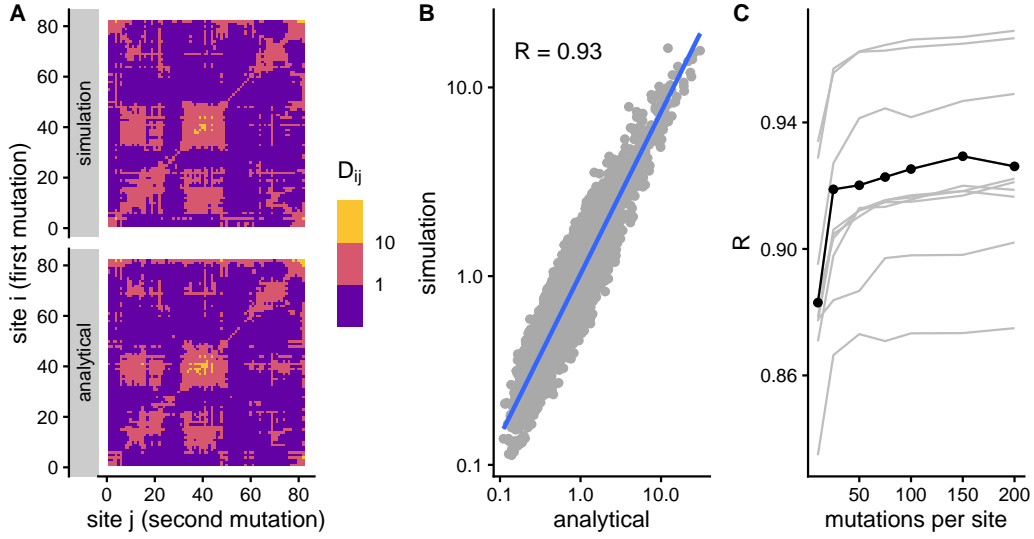 A
site i (first mutation)
simulation
80
60
40
20
0
analytical
80
60
40
20
0
0 20 40 60 80
site j (second mutation)
D_ij
10
1
B
R = 0.93
simulation
10.0
1.0
0.1
0.1 1.0 10.0
analytical
C
R
0.94
0.90
0.86
50 100 150 200
mutations per site